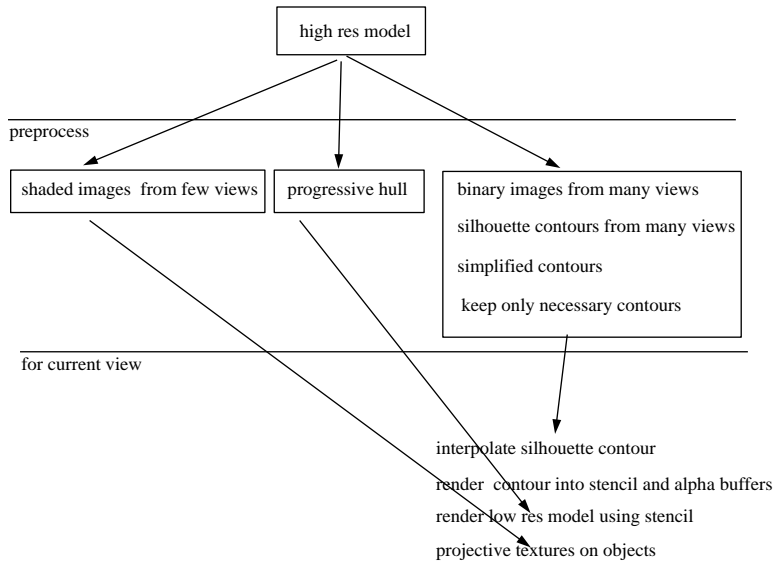 high res model
preprocess
shaded images from few views
progressive hull
binary images from many views
silhouette contours from many views
simplified contours
keep only necessary contours
for current view
interpolate silhouette contour
render contour into stencil and alpha buffers
render low res model using stencil
projective textures on objects